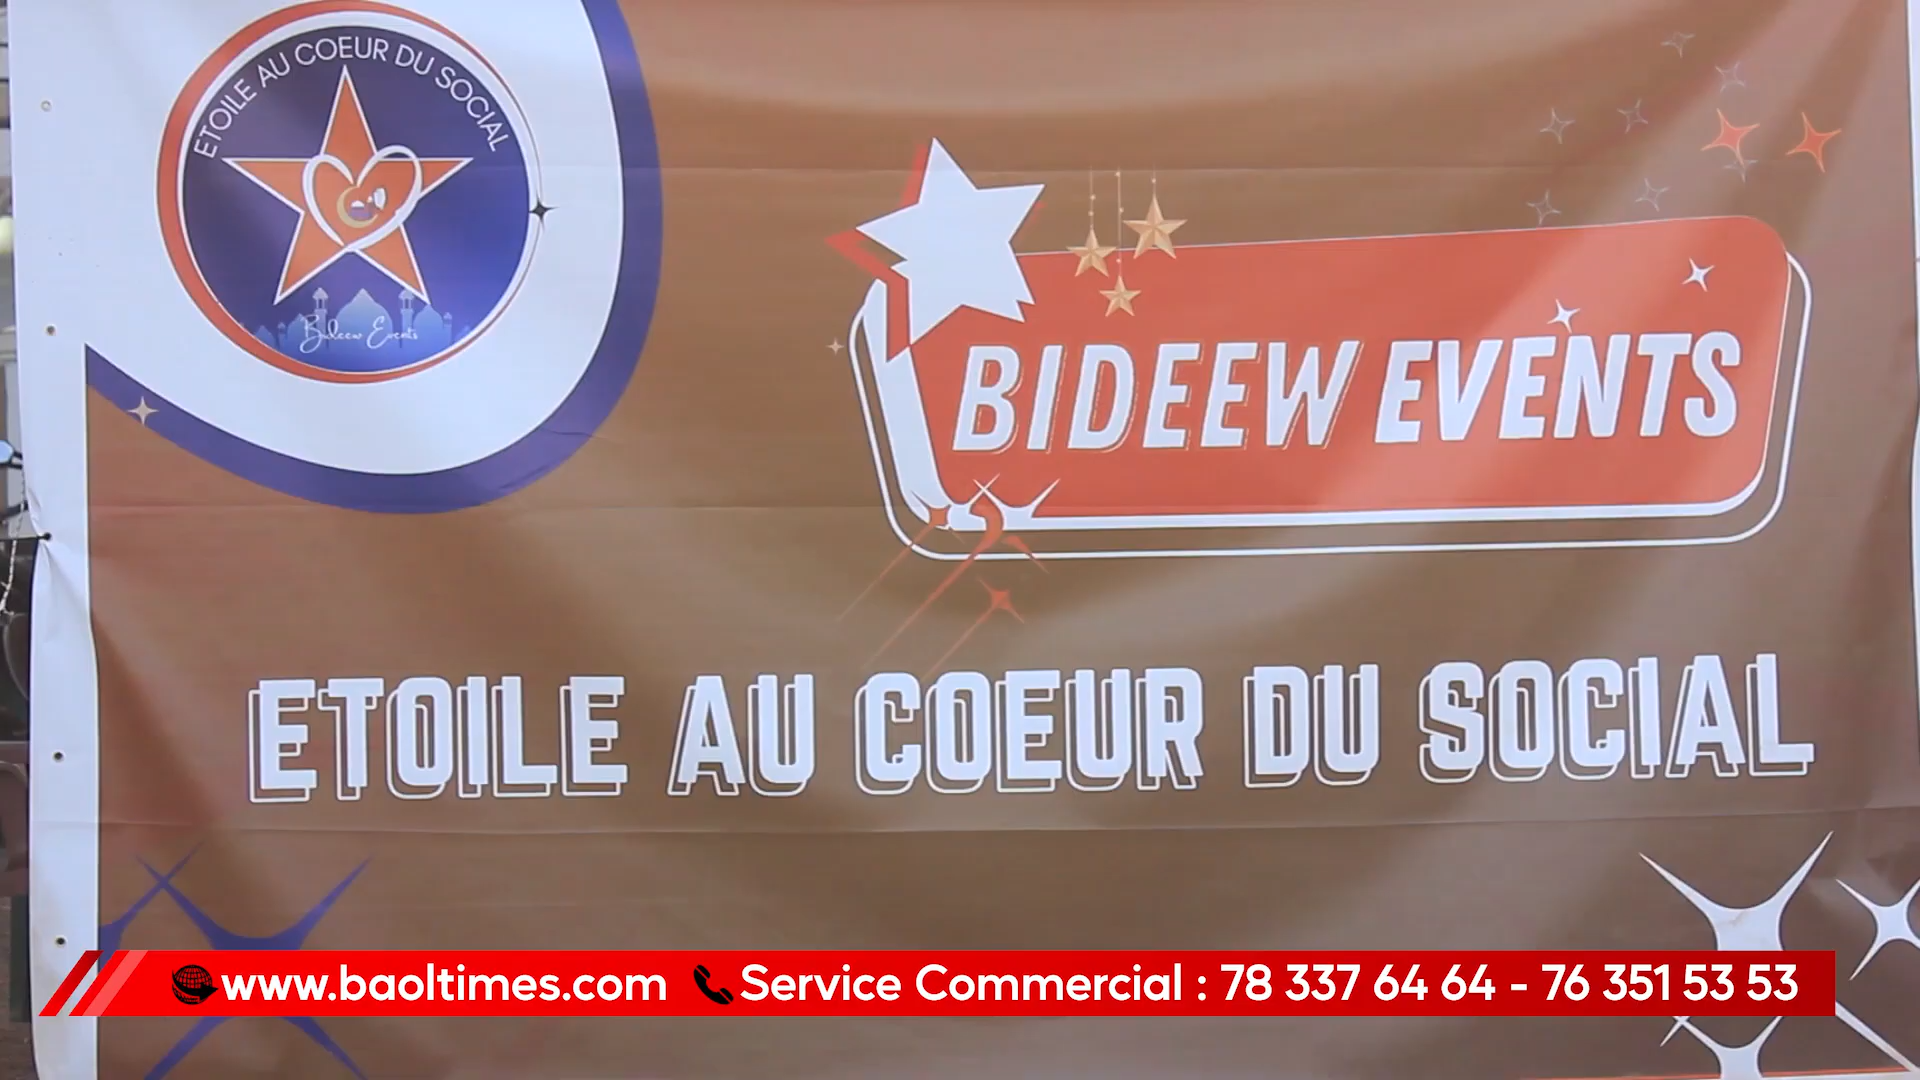 ETOILE AU COEUR DU SOCIAL
Bideew Events
BIDEEW EVENTS
ETOILE AU COEUR DU SOCIAL
www.baoltimes.com Service Commercial : 78 337 64 64 - 76 351 53 53